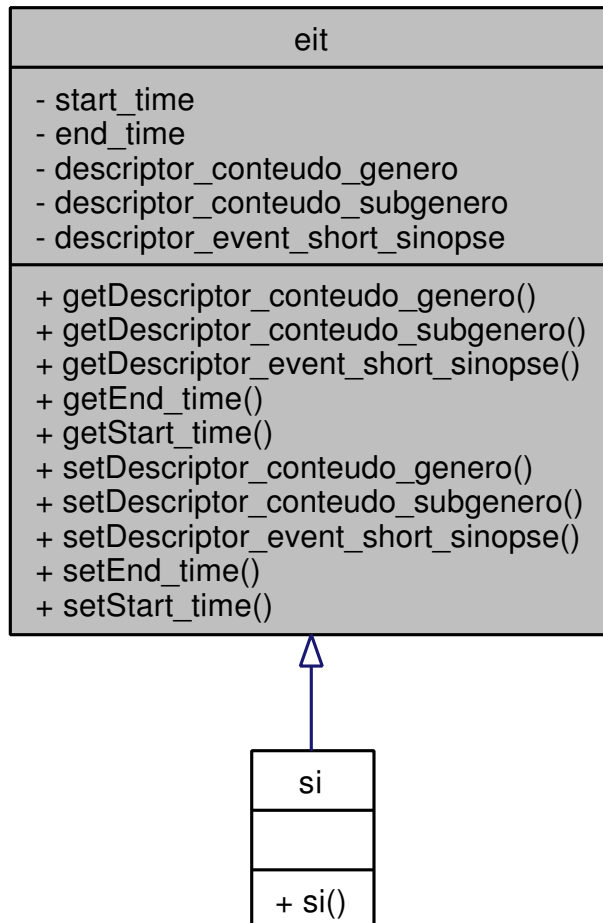 eit
- start_time
- end_time
- descriptor_conteudo_genero
- descriptor_conteudo_subgenero
- descriptor_event_short_sinopse
+ getDescriptor_conteudo_genero()
+ getDescriptor_conteudo_subgenero()
+ getDescriptor_event_short_sinopse()
+ getEnd_time()
+ getStart_time()
+ setDescriptor_conteudo_genero()
+ setDescriptor_conteudo_subgenero()
+ setDescriptor_event_short_sinopse()
+ setEnd_time()
+ setStart_time()
si
+ si()